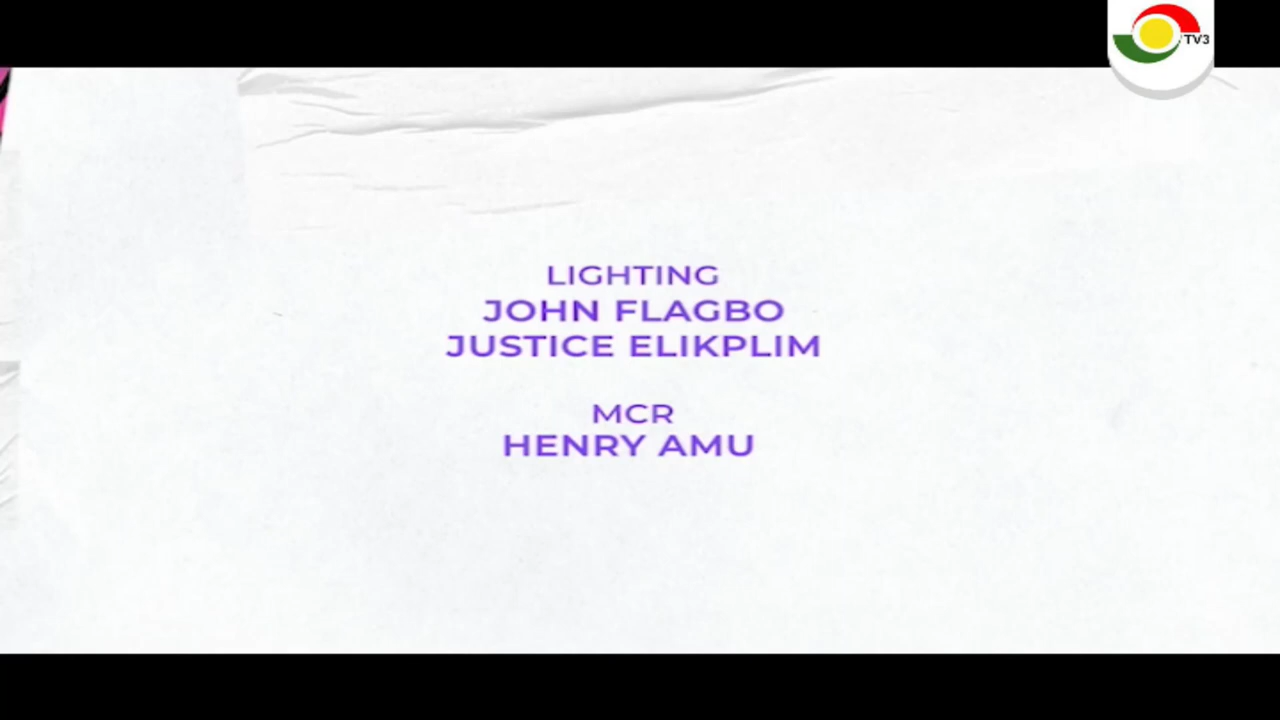 TV3
LIGHTING
JOHN FLAGBO
JUSTICE ELIKPLIM
MCR
HENRY AMU